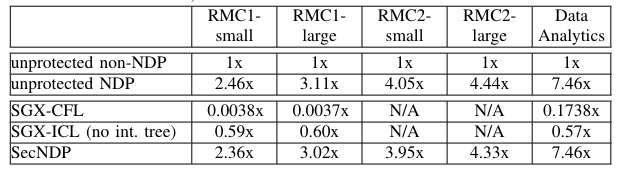 RMC1-small RMC1-large RMC2-small RMC2-large Data Analytics
unprotected non-NDP 1x 1x 1x 1x 1x
unprotected NDP 2.46x 3.11x 4.05x 4.44x 7.46x
SGX-CFL 0.0038x 0.0037x N/A N/A 0.1738x
SGX-ICL (no int. tree) 0.59x 0.60x N/A N/A 0.57x
SecNDP 2.36x 3.02x 3.95x 4.33x 7.46x